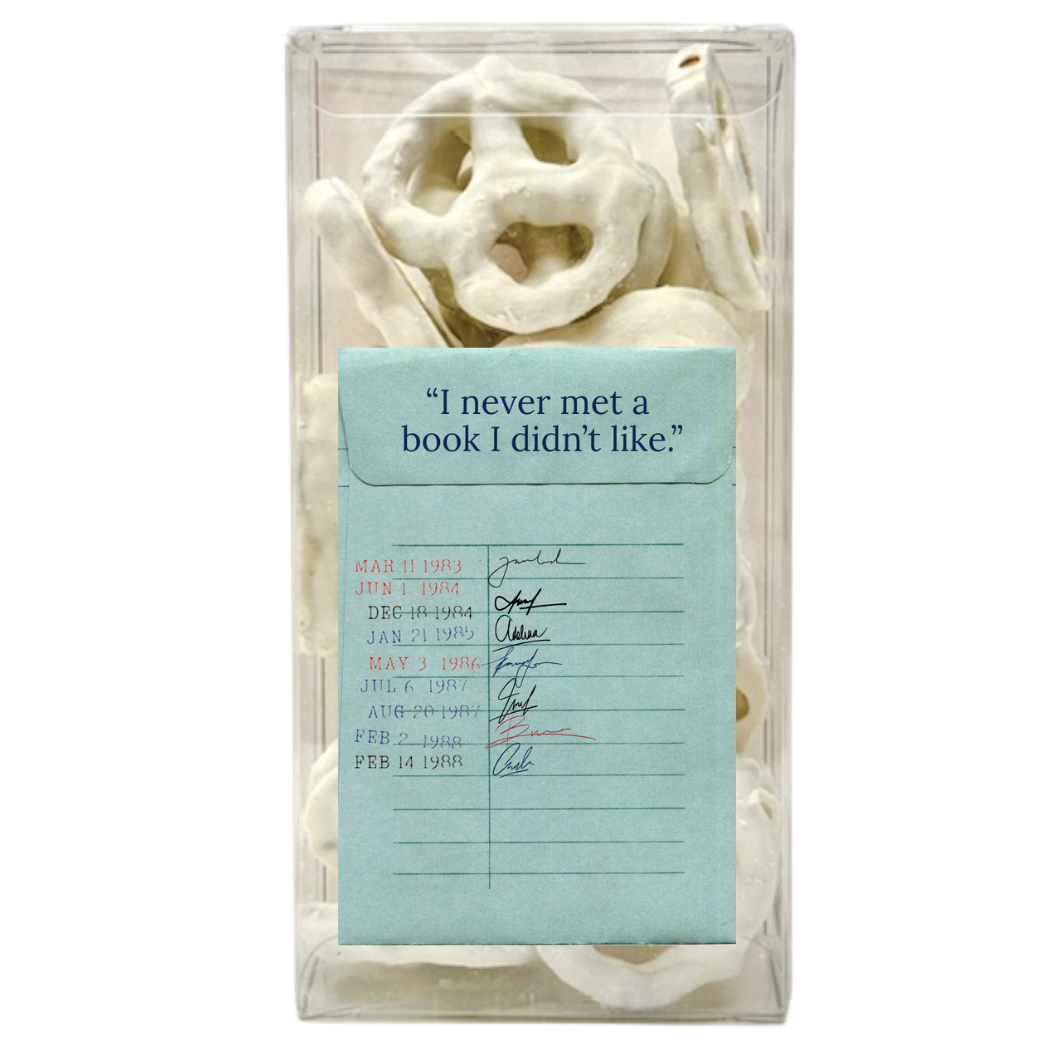 “I never met a
book I didn’t like.”
MAR 11 1983
JUN 1 1984
DEC 18 1984
JAN 21 1985
Adelina
MAY 3 1986
JUL 6 1987
AUG 20 1987
FEB 2 1988
FEB 14 1988